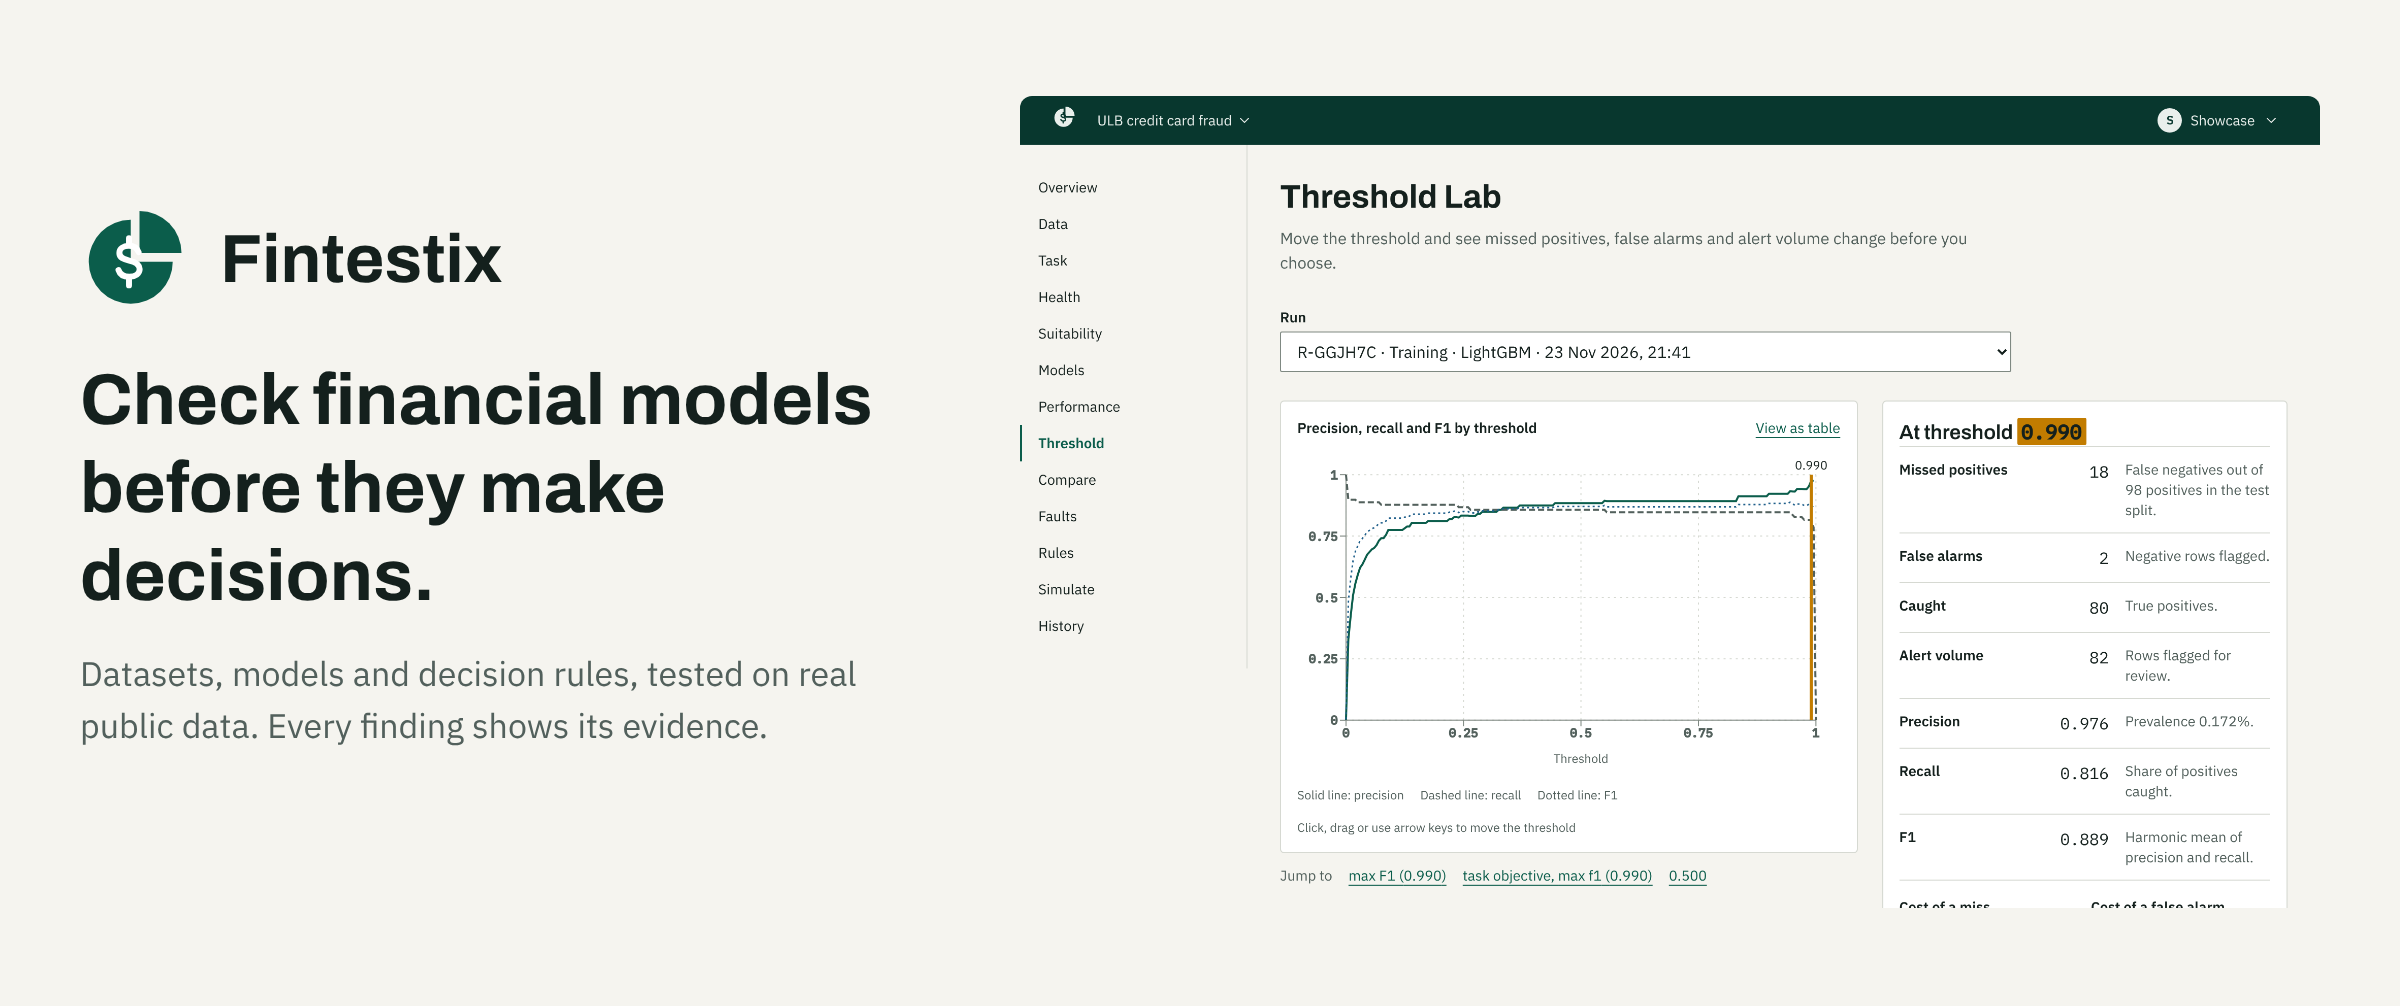 Fintestix
Check financial models
before they make
decisions.
Datasets, models and decision rules, tested on real
public data. Every finding shows its evidence.
ULB credit card fraud
S Showcase
Overview
Data
Task
Health
Suitability
Models
Performance
Threshold
Compare
Faults
Rules
Simulate
History
Threshold Lab
Move the threshold and see missed positives, false alarms and alert volume change before you
choose.
Run
R-GGJH7C · Training · LightGBM · 23 Nov 2026, 21:41
Precision, recall and F1 by threshold
View as table
0.990
1
0.75
0.5
0.25
0
0 0.25 0.5 0.75 1
Threshold
Solid line: precision Dashed line: recall Dotted line: F1
Click, drag or use arrow keys to move the threshold
Jump to max F1 (0.990) task objective, max f1 (0.990) 0.500
At threshold 0.990
Missed positives 18 False negatives out of
98 positives in the test
split.
False alarms 2 Negative rows flagged.
Caught 80 True positives.
Alert volume 82 Rows flagged for
review.
Precision 0.976 Prevalence 0.172%.
Recall 0.816 Share of positives
caught.
F1 0.889 Harmonic mean of
precision and recall.
Cost of a miss Cost of a false alarm